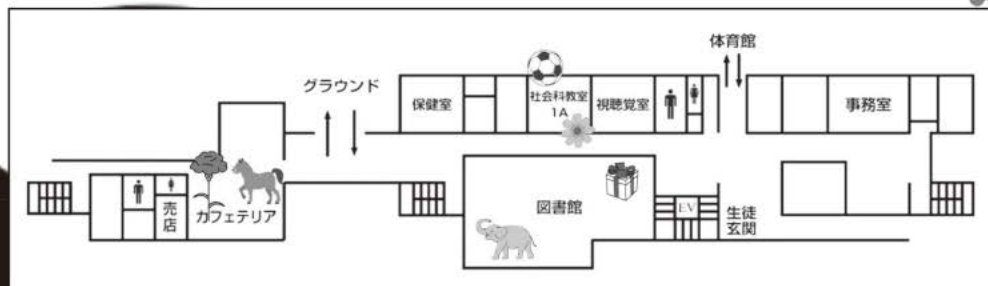 体育館
グラウンド
保健室
社会科教室
1A
視聴覚室
事務室
売店
カフェテリア
図書館
EV
生徒
玄関